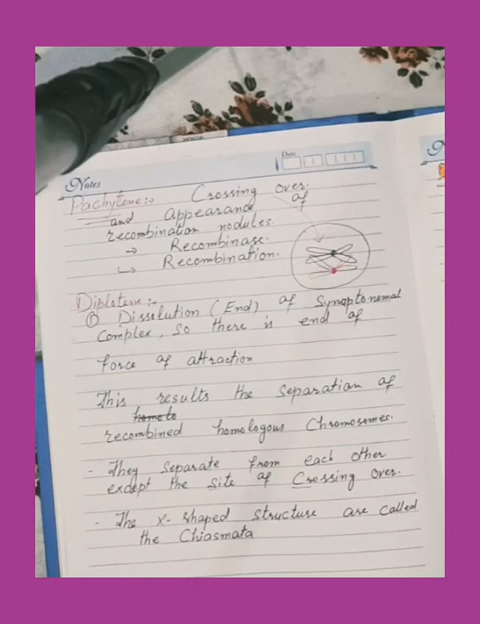 Notes
Date
Pachytene:- Crossing over
and Appearance of
recombination nodules
→ Recombinase.
↳ Recombination.
Diplotene:-
① Dissolution (End) of Synoptonemal
Complex, So there is end of
force of attraction
This results the separation of
homolo
recombined homologous Chromosomes.
- They separate from each other
except the site of Crossing over.
- The x-shaped structure are called
the Chiasmata